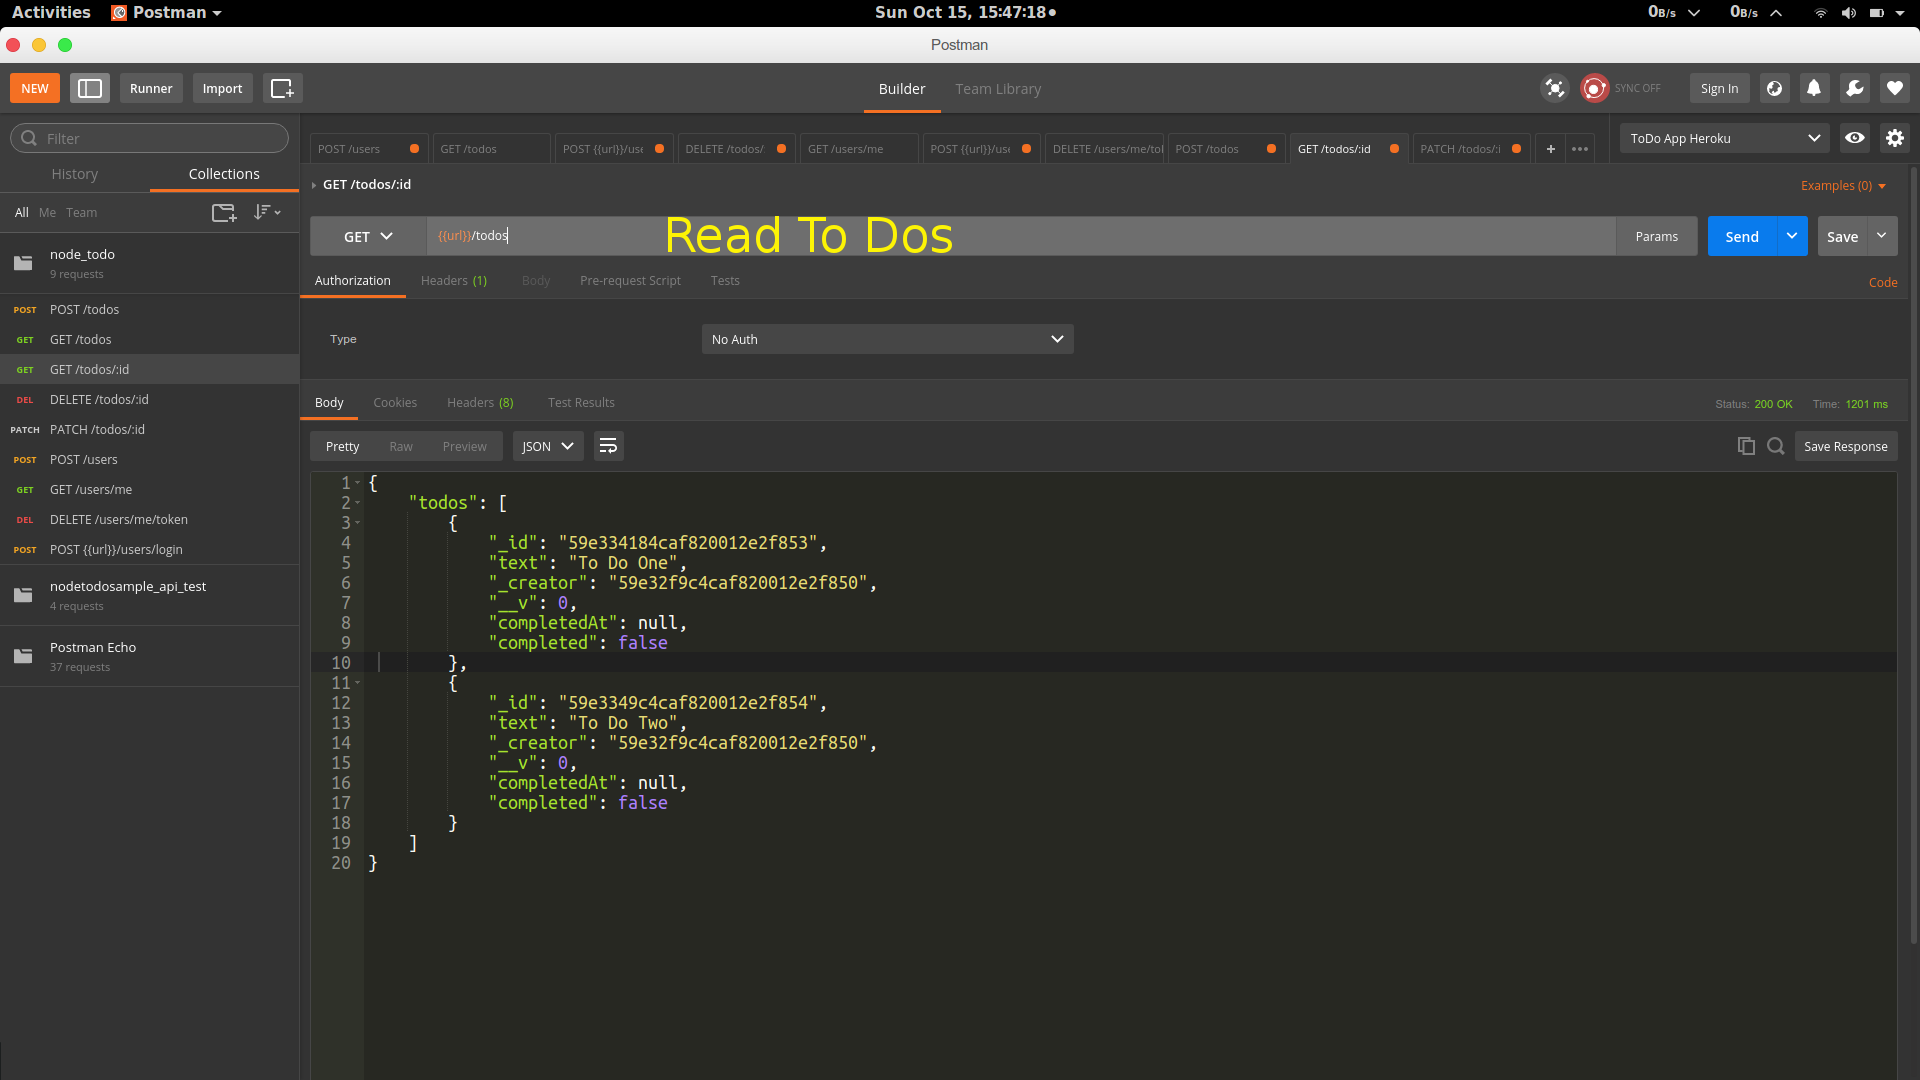 Activities Postman Sun Oct 15, 15:47:18 0B/s 0B/s
Postman
NEW Runner Import Builder Team Library SYNC OFF Sign In
Filter
History Collections
All Me Team
node_todo
9 requests
POST POST /todos
GET GET /todos
GET GET /todos/:id
DEL DELETE /todos/:id
PATCH PATCH /todos/:id
POST POST /users
GET GET /users/me
DEL DELETE /users/me/token
POST POST {{url}}/users/login
nodetodosample_api_test
4 requests
Postman Echo
37 requests
POST /users GET /todos POST {{url}}/use DELETE /todos/: GET /users/me POST {{url}}/us DELETE /users/me/to POST /todos GET /todos/:id PATCH /todos/:i + ToDo App Heroku
GET /todos/:id Examples (0)
GET {{url}}/todos Read To Dos Params Send Save
Authorization Headers (1) Body Pre-request Script Tests Code
Type No Auth
Body Cookies Headers (8) Test Results Status: 200 OK Time: 1201 ms
Pretty Raw Preview JSON Save Response
1 {
2 "todos": [
3 {
4 "_id": "59e334184caf820012e2f853",
5 "text": "To Do One",
6 "_creator": "59e32f9c4caf820012e2f850",
7 "__v": 0,
8 "completedAt": null,
9 "completed": false
10 },
11 {
12 "_id": "59e3349c4caf820012e2f854",
13 "text": "To Do Two",
14 "_creator": "59e32f9c4caf820012e2f850",
15 "__v": 0,
16 "completedAt": null,
17 "completed": false
18 }
19 ]
20 }